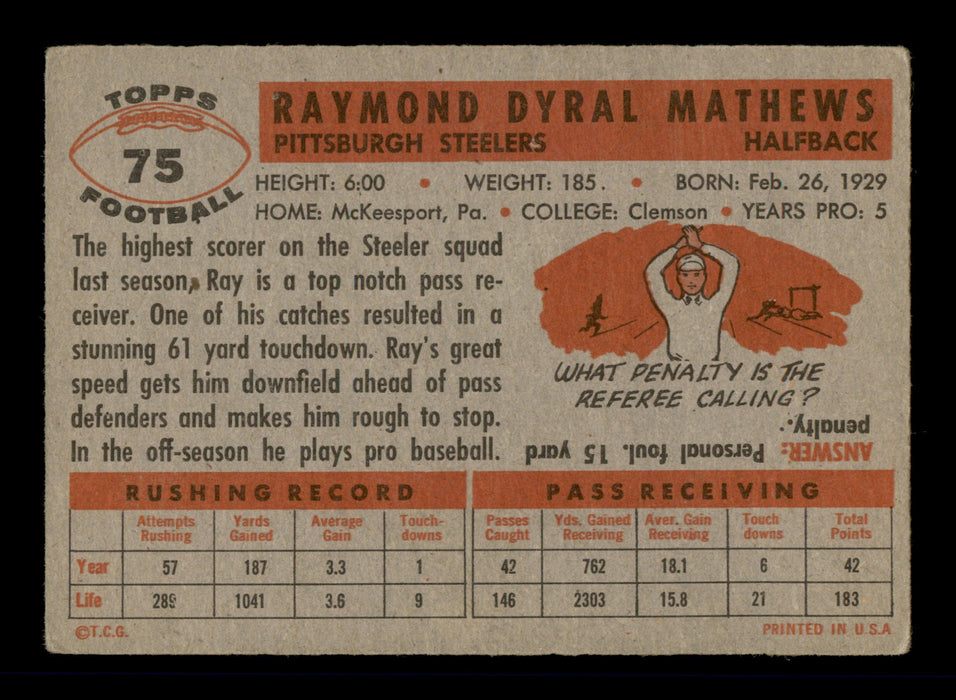 TOPPS
75
FOOTBALL
RAYMOND DYRAL MATHEWS
PITTSBURGH STEELERS HALFBACK
HEIGHT: 6:00 • WEIGHT: 185. • BORN: Feb. 26, 1929
HOME: McKeesport, Pa. • COLLEGE: Clemson • YEARS PRO: 5
The highest scorer on the Steeler squad
last season, Ray is a top notch pass re-
ceiver. One of his catches resulted in a
stunning 61 yard touchdown. Ray's great
speed gets him downfield ahead of pass
defenders and makes him rough to stop.
In the off-season he plays pro baseball.
WHAT PENALTY IS THE
REFEREE CALLING?
ANSWER: Personal foul. 15 yard
penalty.
RUSHING RECORD PASS RECEIVING
Attempts Rushing Yards Gained Average Gain Touch-downs Passes Caught Yds. Gained Receiving Aver. Gain Receiving Touch downs Total Points
Year 57 187 3.3 1 42 762 18.1 6 42
Life 289 1041 3.6 9 146 2303 15.8 21 183
©T.C.G. PRINTED IN U.S.A